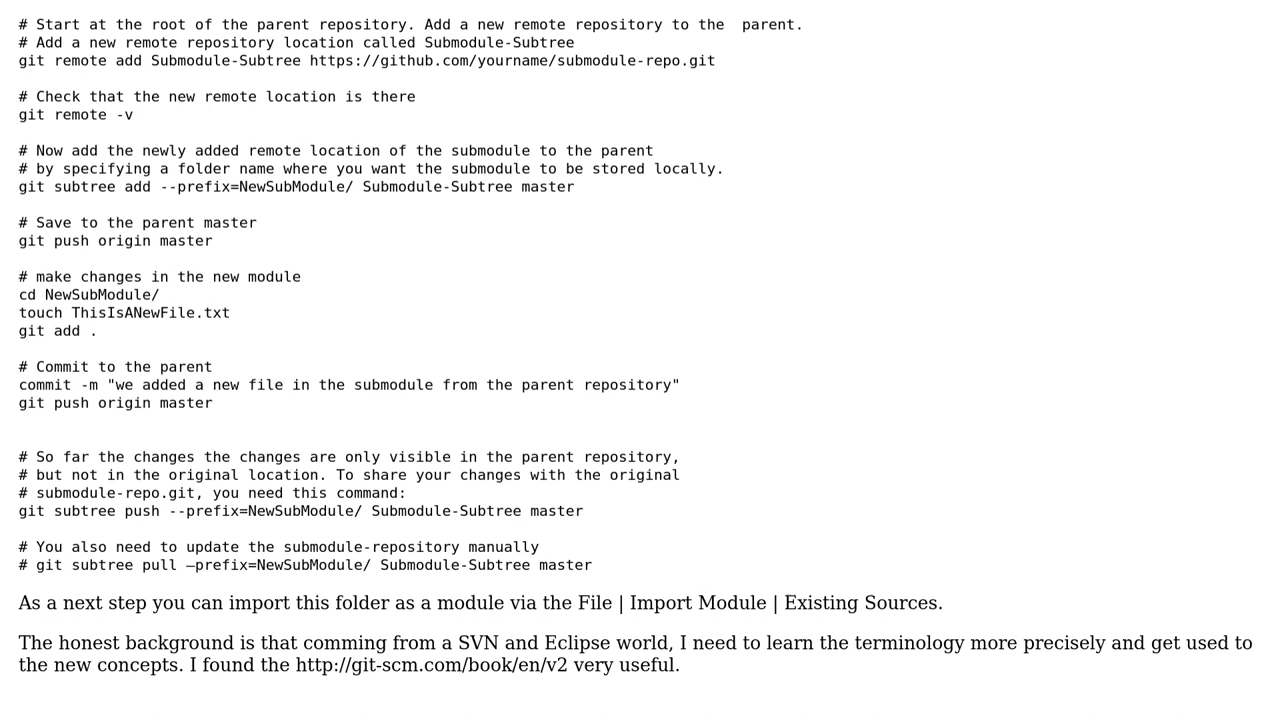 # Start at the root of the parent repository. Add a new remote repository to the  parent.
# Add a new remote repository location called Submodule-Subtree
git remote add Submodule-Subtree https://github.com/yourname/submodule-repo.git

# Check that the new remote location is there
git remote -v

# Now add the newly added remote location of the submodule to the parent
# by specifying a folder name where you want the submodule to be stored locally.
git subtree add --prefix=NewSubModule/ Submodule-Subtree master

# Save to the parent master
git push origin master

# make changes in the new module
cd NewSubModule/
touch ThisIsANewFile.txt
git add .

# Commit to the parent
commit -m "we added a new file in the submodule from the parent repository"
git push origin master


# So far the changes the changes are only visible in the parent repository,
# but not in the original location. To share your changes with the original
# submodule-repo.git, you need this command:
git subtree push --prefix=NewSubModule/ Submodule-Subtree master

# You also need to update the submodule-repository manually
# git subtree pull –prefix=NewSubModule/ Submodule-Subtree master

As a next step you can import this folder as a module via the File | Import Module | Existing Sources.

The honest background is that comming from a SVN and Eclipse world, I need to learn the terminology more precisely and get used to
the new concepts. I found the http://git-scm.com/book/en/v2 very useful.